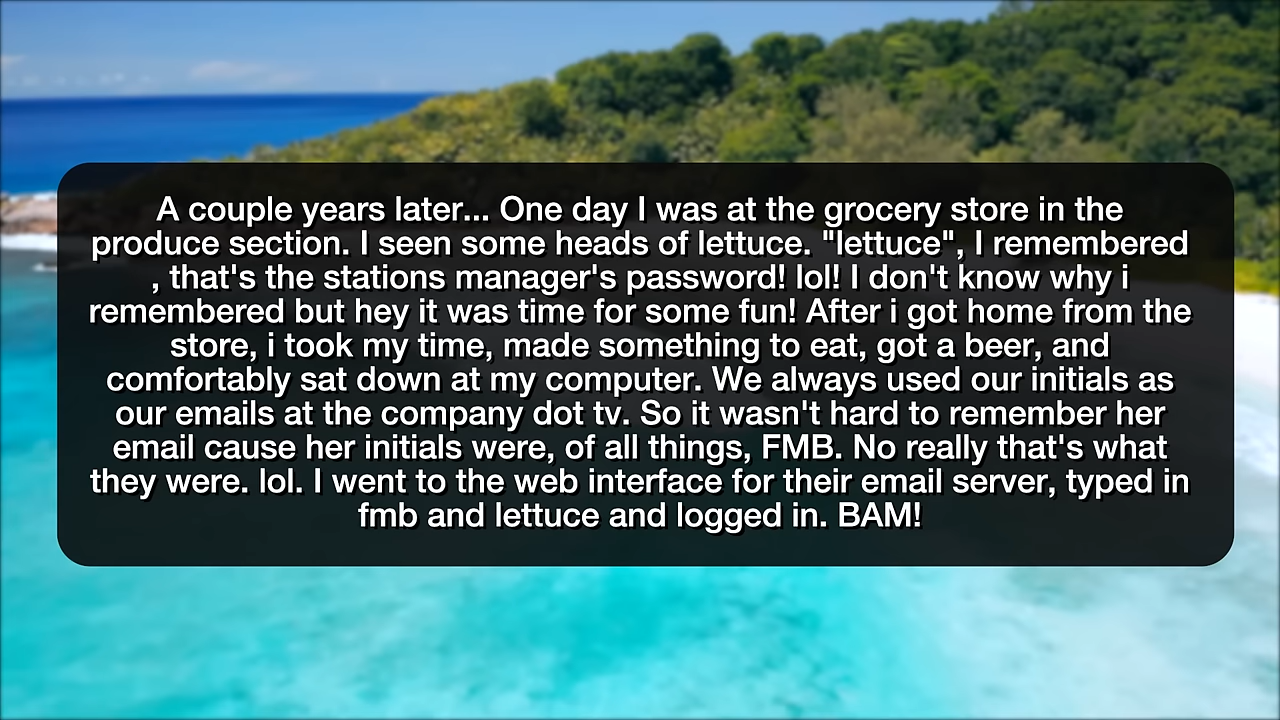 A couple years later... One day I was at the grocery store in the
produce section. I seen some heads of lettuce. "lettuce", I remembered
, that's the stations manager's password! lol! I don't know why i
remembered but hey it was time for some fun! After i got home from the
store, i took my time, made something to eat, got a beer, and
comfortably sat down at my computer. We always used our initials as
our emails at the company dot tv. So it wasn't hard to remember her
email cause her initials were, of all things, FMB. No really that's what
they were. lol. I went to the web interface for their email server, typed in
fmb and lettuce and logged in. BAM!